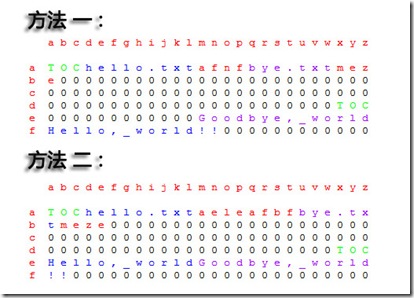 方法 一：
a b c d e f g h i j k l m n o p q r s t u v w x y z
a T O C h e l l o . t x t a f n f b y e . t x t m e z
b e 0 0 0 0 0 0 0 0 0 0 0 0 0 0 0 0 0 0 0 0 0 0 0 0 0
c 0 0 0 0 0 0 0 0 0 0 0 0 0 0 0 0 0 0 0 0 0 0 0 0 0 0
d 0 0 0 0 0 0 0 0 0 0 0 0 0 0 0 0 0 0 0 0 0 0 0 T O C
e 0 0 0 0 0 0 0 0 0 0 0 0 G o o d b y e , _ w o r l d
f H e l l o , _ w o r l d ! ! 0 0 0 0 0 0 0 0 0 0 0 0
方法 二：
a b c d e f g h i j k l m n o p q r s t u v w x y z
a T O C h e l l o . t x t a e l e a f b f b y e . t x
b t m e z e 0 0 0 0 0 0 0 0 0 0 0 0 0 0 0 0 0 0 0 0 0
c 0 0 0 0 0 0 0 0 0 0 0 0 0 0 0 0 0 0 0 0 0 0 0 0 0 0
d 0 0 0 0 0 0 0 0 0 0 0 0 0 0 0 0 0 0 0 0 0 0 0 T O C
e H e l l o , _ w o r l d G o o d b y e , _ w o r l d
f ! ! 0 0 0 0 0 0 0 0 0 0 0 0 0 0 0 0 0 0 0 0 0 0 0 0